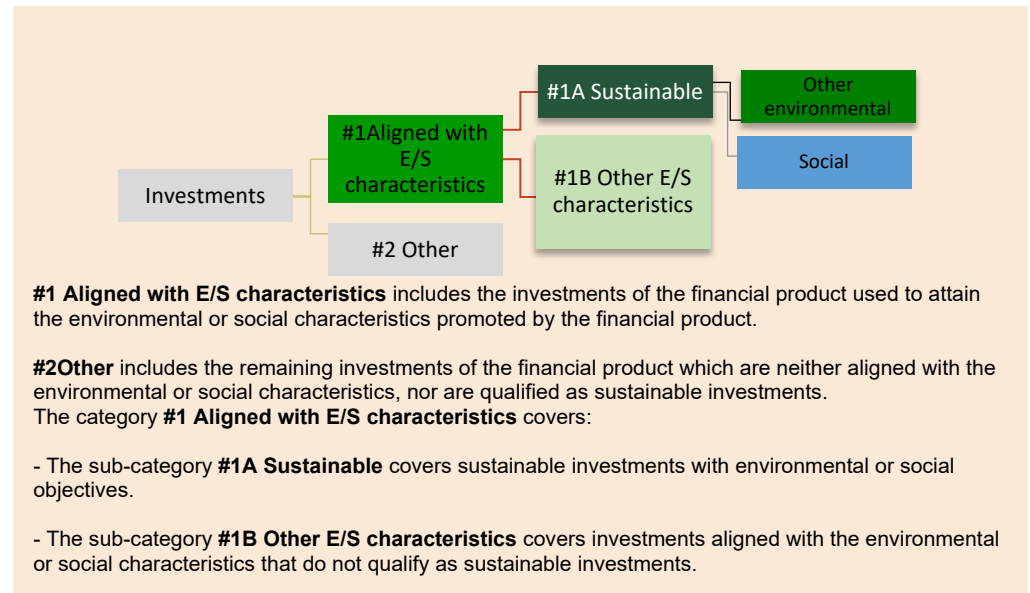 Investments
#1Aligned with
E/S
characteristics
#2 Other
#1A Sustainable
#1B Other E/S
characteristics
Other
environmental
Social
#1 Aligned with E/S characteristics includes the investments of the financial product used to attain
the environmental or social characteristics promoted by the financial product.
#2Other includes the remaining investments of the financial product which are neither aligned with the
environmental or social characteristics, nor are qualified as sustainable investments.
The category #1 Aligned with E/S characteristics covers:
- The sub-category #1A Sustainable covers sustainable investments with environmental or social
objectives.
- The sub-category #1B Other E/S characteristics covers investments aligned with the environmental
or social characteristics that do not qualify as sustainable investments.